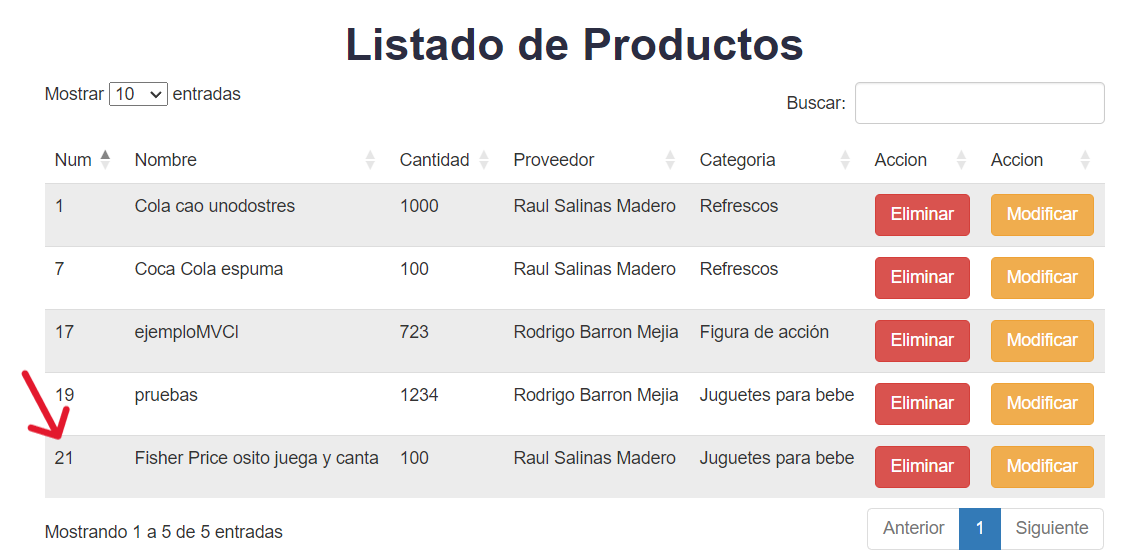 Listado de Productos
Mostrar 10 entradas
Buscar:
Num Nombre Cantidad Proveedor Categoria Accion Accion
1 Cola cao unodostres 1000 Raul Salinas Madero Refrescos Eliminar Modificar
7 Coca Cola espuma 100 Raul Salinas Madero Refrescos Eliminar Modificar
17 ejemploMVCI 723 Rodrigo Barron Mejia Figura de acción Eliminar Modificar
19 pruebas 1234 Rodrigo Barron Mejia Juguetes para bebe Eliminar Modificar
21 Fisher Price osito juega y canta 100 Raul Salinas Madero Juguetes para bebe Eliminar Modificar
Mostrando 1 a 5 de 5 entradas
Anterior 1 Siguiente